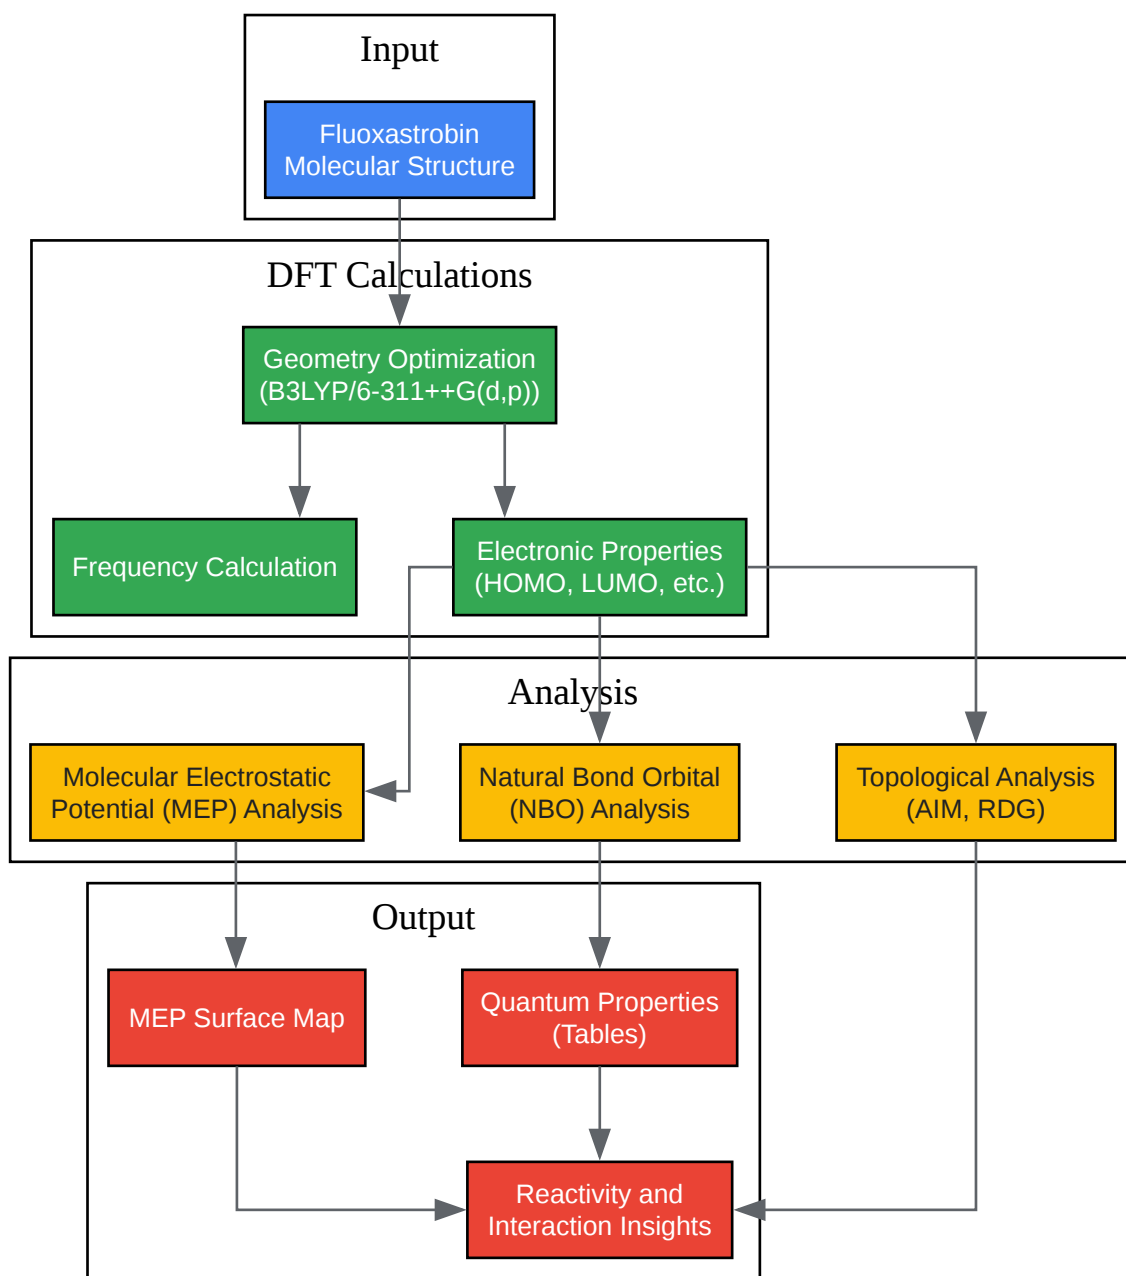 Input
Fluoxastrobin
Molecular Structure
DFT Calculations
Geometry Optimization
(B3LYP/6-311++G(d,p))
Frequency Calculation
Electronic Properties
(HOMO, LUMO, etc.)
Analysis
Molecular Electrostatic
Potential (MEP) Analysis
Natural Bond Orbital
(NBO) Analysis
Topological Analysis
(AIM, RDG)
Output
MEP Surface Map
Quantum Properties
(Tables)
Reactivity and
Interaction Insights